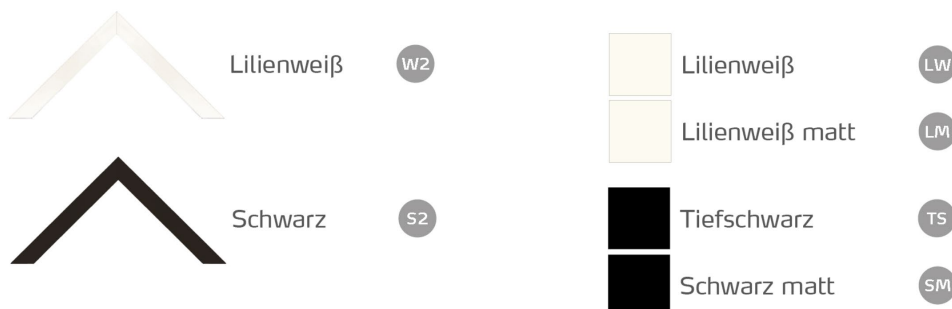 Lilienweiß W2
Schwarz S2
Lilienweiß LW
Lilienweiß matt LM
Tiefschwarz TS
Schwarz matt SM